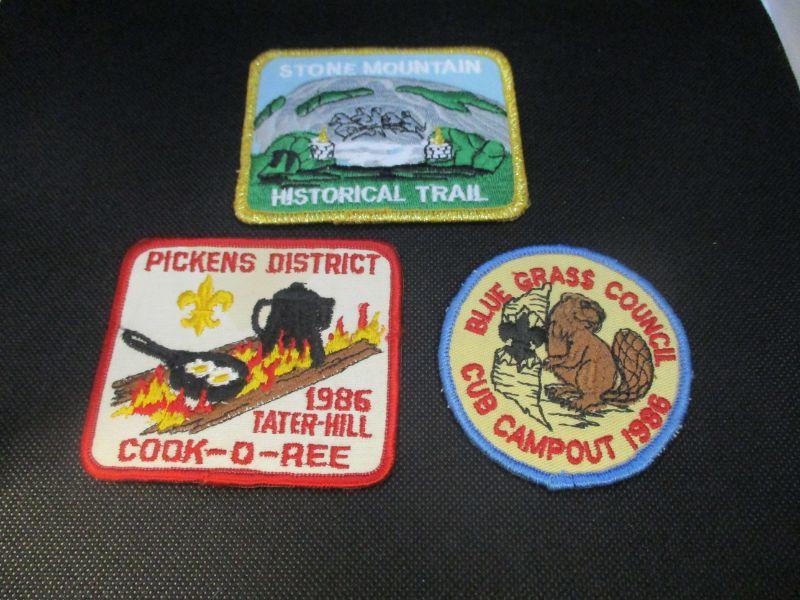 STONE MOUNTAIN
HISTORICAL TRAIL
PICKENS DISTRICT
1986
TATER-HILL
COOK-O-REE
BLUE GRASS COUNCIL
CUB CAMPOUT 1986